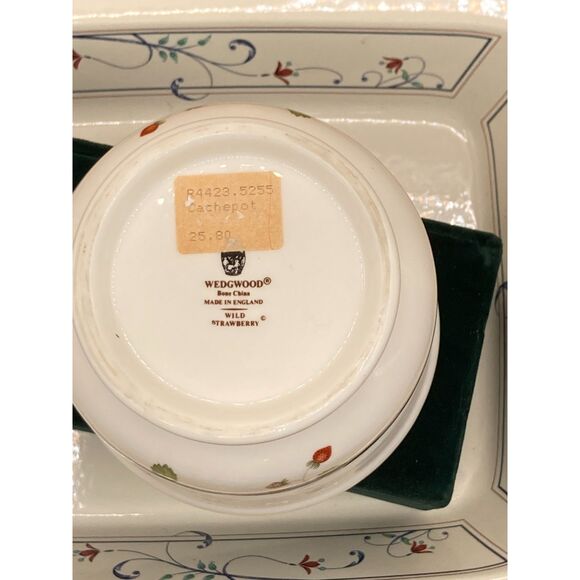 R4423.5255
Cachepot
25.80
WEDGWOOD®
Bone China
MADE IN ENGLAND
WILD
STRAWBERRY©